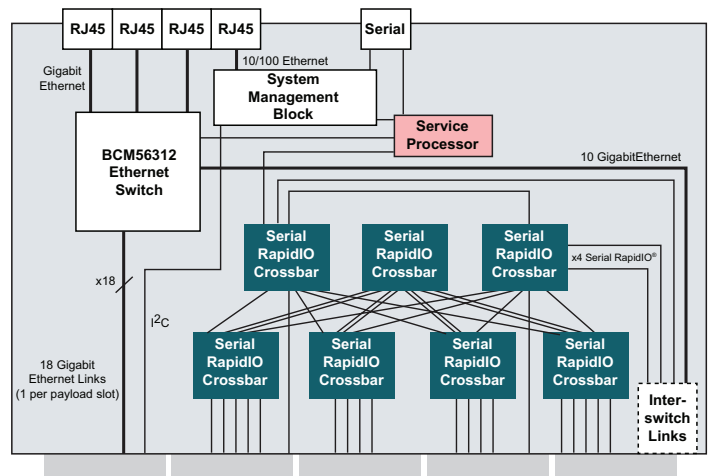 RJ45 RJ45 RJ45 RJ45
Serial
Gigabit
Ethernet
10/100 Ethernet
System
Management
Block
Service
Processor
BCM56312
Ethernet
Switch
10 GigabitEthernet
Serial
RapidIO
Crossbar
Serial
RapidIO
Crossbar
Serial
RapidIO
Crossbar
x4 Serial RapidIO®
x18
I2C
18 Gigabit
Ethernet Links
(1 per payload slot)
Serial
RapidIO
Crossbar
Serial
RapidIO
Crossbar
Serial
RapidIO
Crossbar
Serial
RapidIO
Crossbar
Inter-
switch
Links